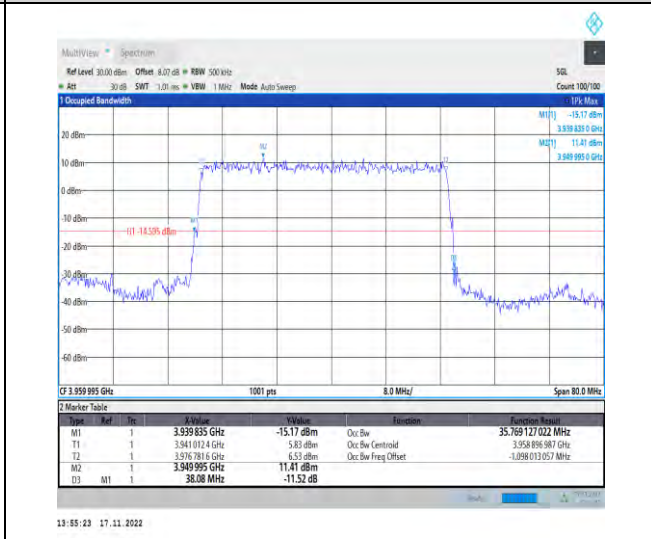 MultiView Spectrum
Ref Level 30.00 dBm Offset 8.07 dB RBW 500 kHz SGL
Att 30 dB SWT 1.01 ms VBW 1 MHz Mode Auto Sweep Count 100/100
1 Occupied Bandwidth 1Pk Max
M1[1] -15.17 dBm
3.939 835 0 GHz
M2[1] 11.41 dBm
3.949 995 0 GHz
20 dBm
M2
10 dBm
0 dBm
-10 dBm
H1 -14.595 dBm
-20 dBm
-30 dBm
-40 dBm
-50 dBm
-60 dBm
CF 3.959 995 GHz 1001 pts 8.0 MHz/ Span 80.0 MHz
2 Marker Table
Type Ref Trc X-Value Y-Value Function Function Result
M1 1 3.939 835 GHz -15.17 dBm Occ Bw 35.769 127 022 MHz
T1 1 3.941 012 4 GHz 5.83 dBm Occ Bw Centroid 3.958 896 987 GHz
T2 1 3.976 781 6 GHz 6.53 dBm Occ Bw Freq Offset -1.098 013 057 MHz
M2 1 3.949 995 GHz 11.41 dBm
D3 M1 1 38.08 MHz -11.52 dB
13:55:23 17.11.2022